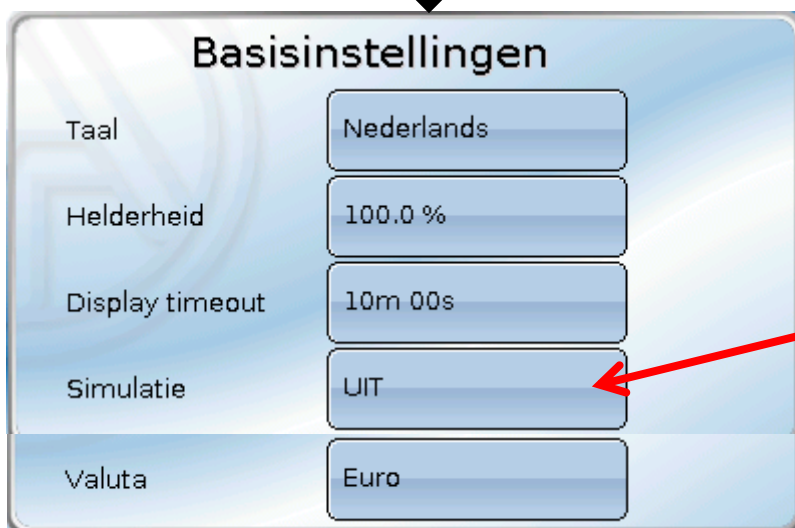 Basisinstellingen
Taal Nederlands
Helderheid 100.0 %
Display timeout 10m 00s
Simulatie UIT
Valuta Euro